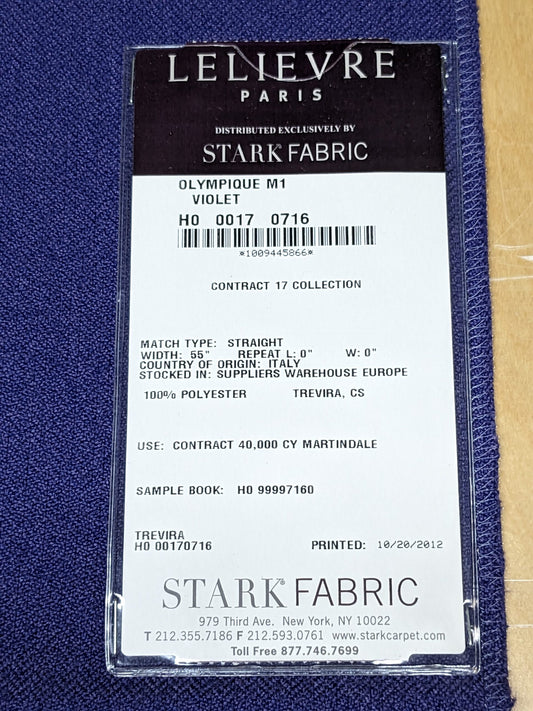 LELIEVRE
PARIS
DISTRIBUTED EXCLUSIVELY BY
STARK® FABRIC
OLYMPIQUE M1
VIOLET
H0 0017 0716
*1009445866*
CONTRACT 17 COLLECTION
MATCH TYPE: STRAIGHT
WIDTH: 55" REPEAT L: 0" W: 0"
COUNTRY OF ORIGIN: ITALY
STOCKED IN: SUPPLIERS WAREHOUSE EUROPE
100% POLYESTER TREVIRA, CS
USE: CONTRACT 40,000 CY MARTINDALE
SAMPLE BOOK: H0 99997160
TREVIRA
H0 00170716 PRINTED: 10/20/2012
STARK® FABRIC
979 Third Ave. New York, NY 10022
T 212.355.7186 F 212.593.0761 www.starkcarpet.com
Toll Free 877.746.7699